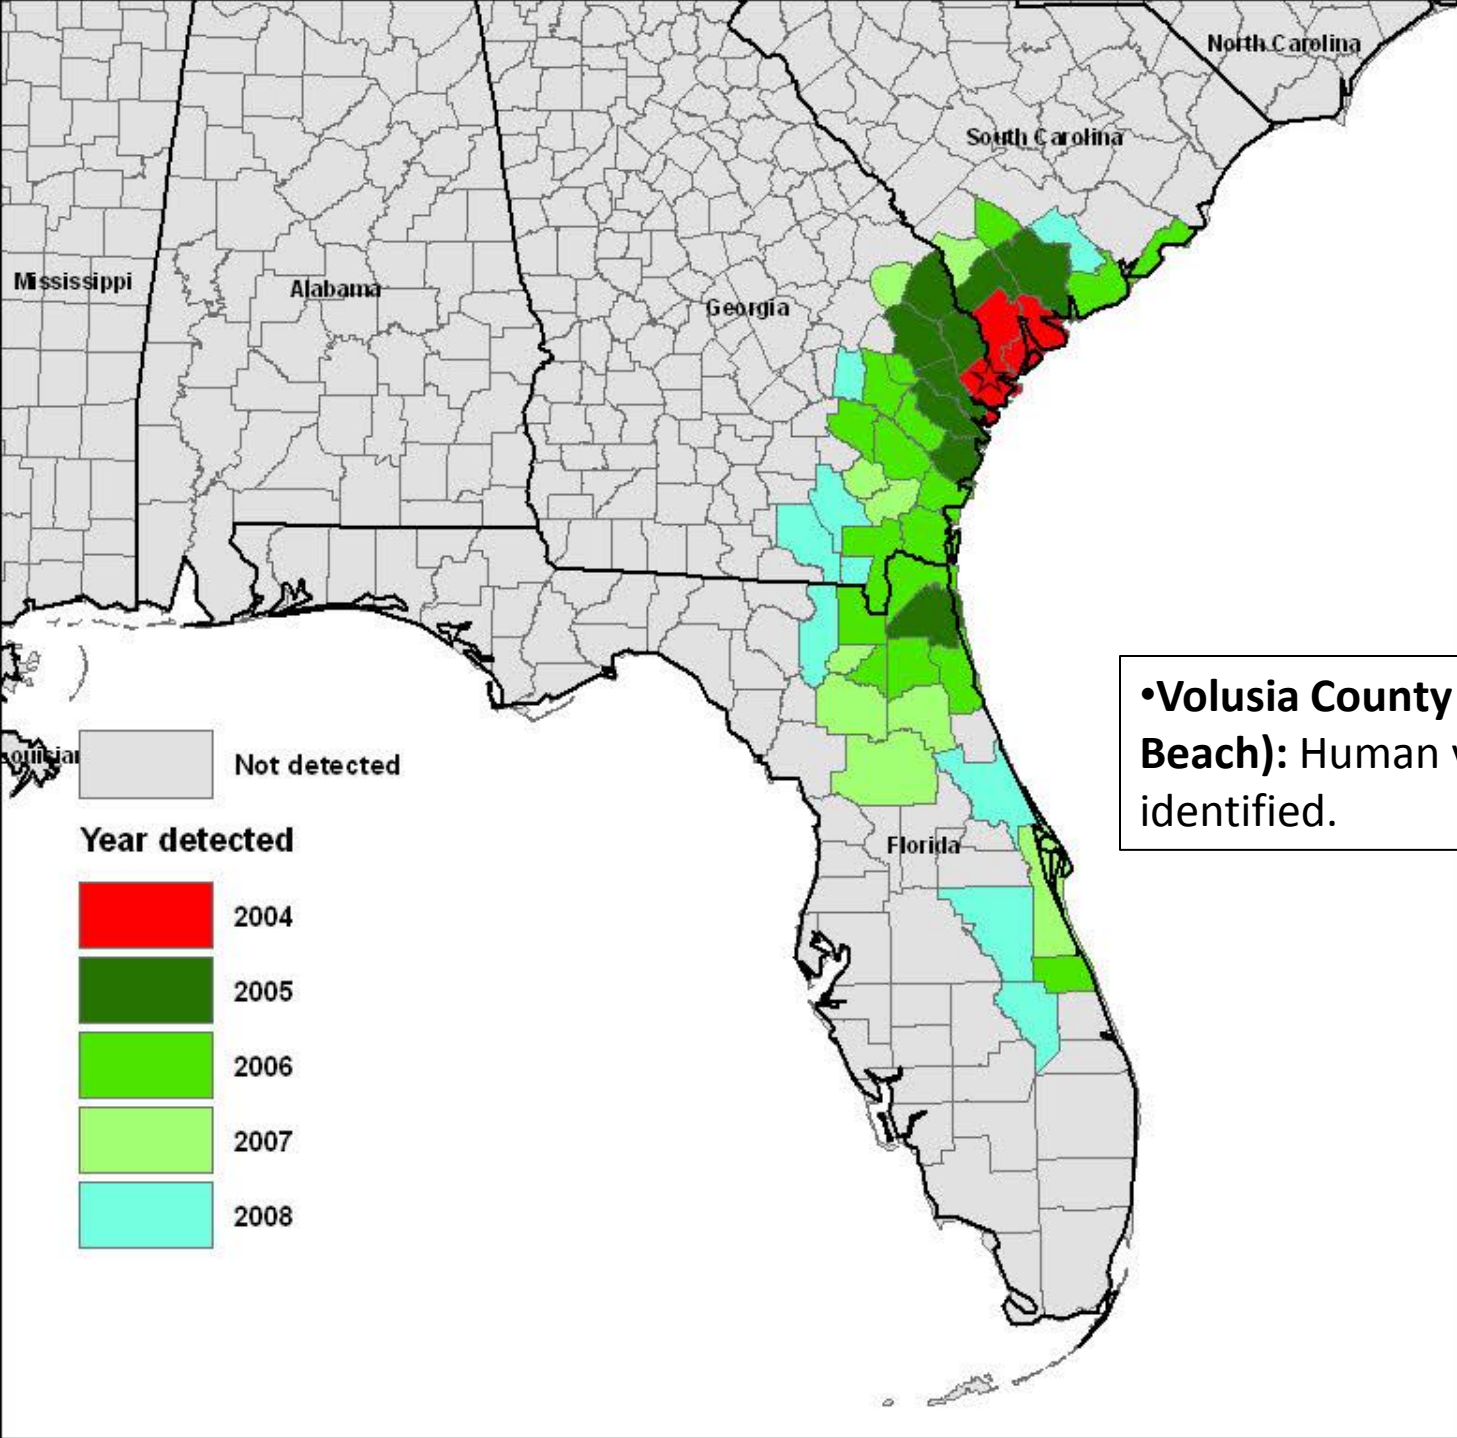 North Carolina
South Carolina
Mississippi
Alabama
Georgia
•Volusia County
Beach): Human
identified.
Not detected
Year detected
Florida
2004
2005
2006
2007
2008